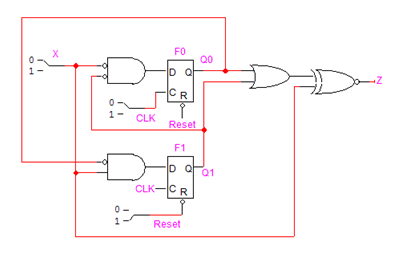 F0
0 X
1
D Q Q0
C
R
Z
0
1 CLK
Reset
F1
D Q Q1
CLK C
R
0
1 Reset